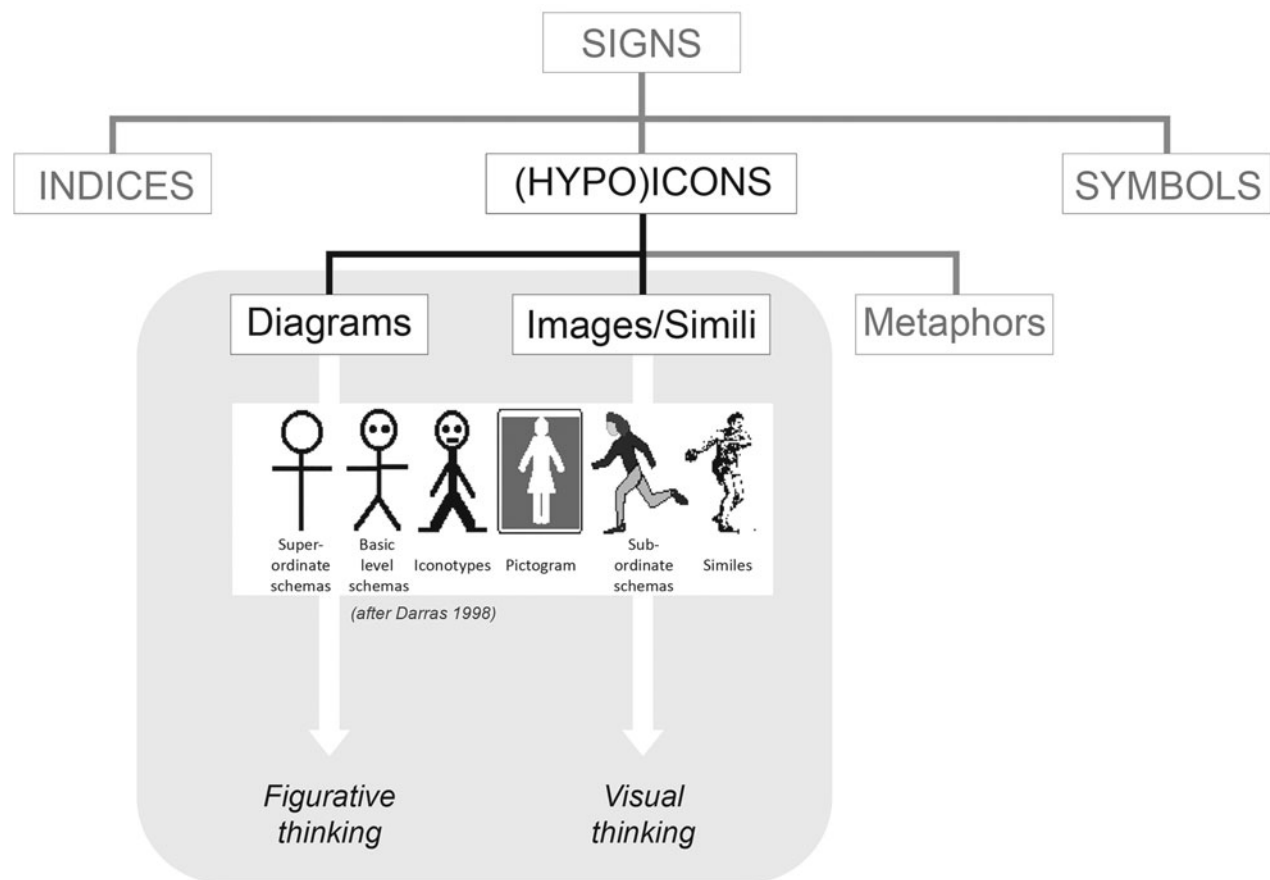 SIGNS
INDICES
(HYPO)ICONS
SYMBOLS
Diagrams
Images/Simili
Metaphors
Super-
ordinate
schemas
Basic
level
schemas
Iconotypes
Pictogram
Sub-
ordinate
schemas
Similes
(after Darras 1998)
Figurative
thinking
Visual
thinking